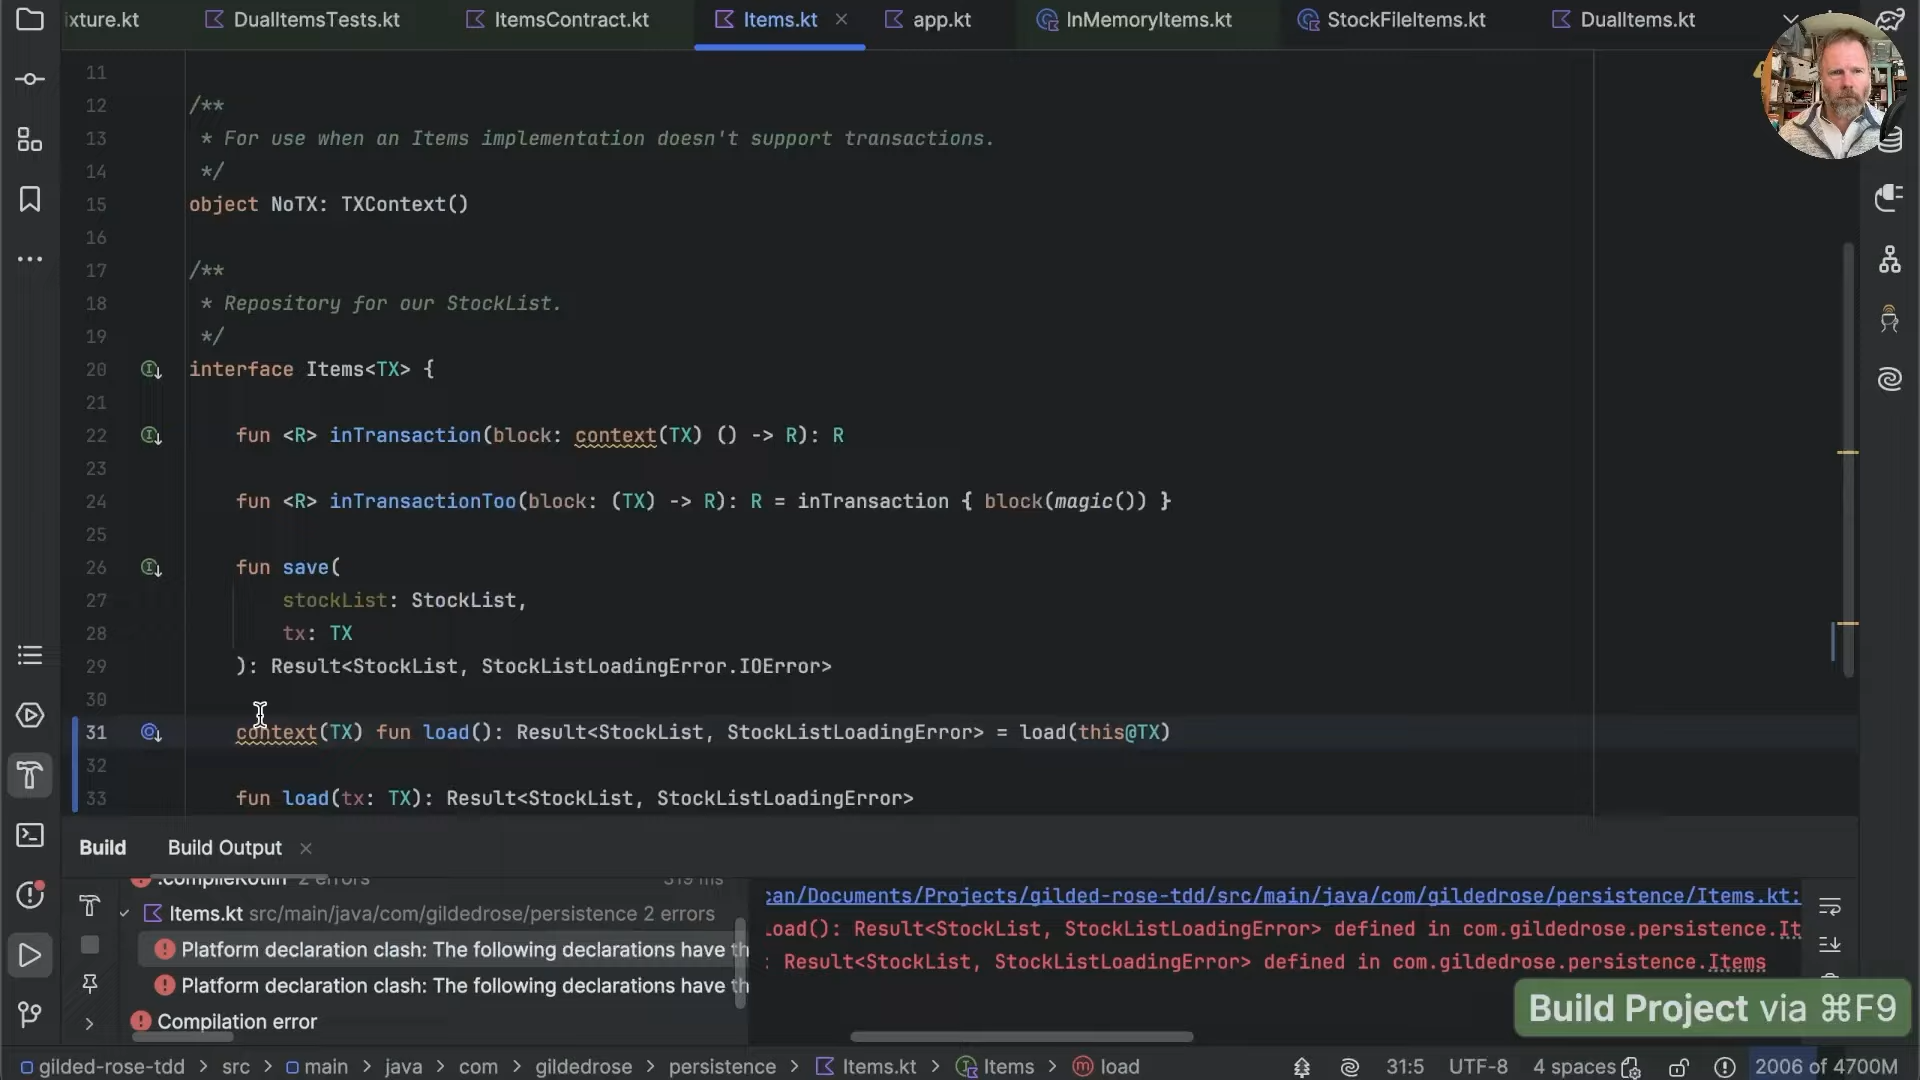 ixture.kt
DualItemsTests.kt
ItemsContract.kt
Items.kt
app.kt
InMemoryItems.kt
StockFileItems.kt
DualItems.kt
11
12 /**
13 * For use when an Items implementation doesn't support transactions.
14 */
15 object NoTX: TXContext()
16
17 /**
18 * Repository for our StockList.
19 */
20 interface Items<TX> {
21
22 fun <R> inTransaction(block: context(TX) () -> R): R
23
24 fun <R> inTransactionToo(block: (TX) -> R): R = inTransaction { block(magic()) }
25
26 fun save(
27 stockList: StockList,
28 tx: TX
29 ): Result<StockList, StockListLoadingError.IOError>
30
31 context(TX) fun load(): Result<StockList, StockListLoadingError> = load(this@TX)
32
33 fun load(tx: TX): Result<StockList, StockListLoadingError>
Build
Build Output
:compileKotlin 2 errors 319 ms
Items.kt src/main/java/com/gildedrose/persistence 2 errors
Platform declaration clash: The following declarations have th
Platform declaration clash: The following declarations have th
Compilation error
can/Documents/Projects/gilded-rose-tdd/src/main/java/com/gildedrose/persistence/Items.kt:
load(): Result<StockList, StockListLoadingError> defined in com.gildedrose.persistence.It
: Result<StockList, StockListLoadingError> defined in com.gildedrose.persistence.Items
Build Project via ⌘F9
gilded-rose-tdd > src > main > java > com > gildedrose > persistence > Items.kt > Items > load
31:5 UTF-8 4 spaces 2006 of 4700M